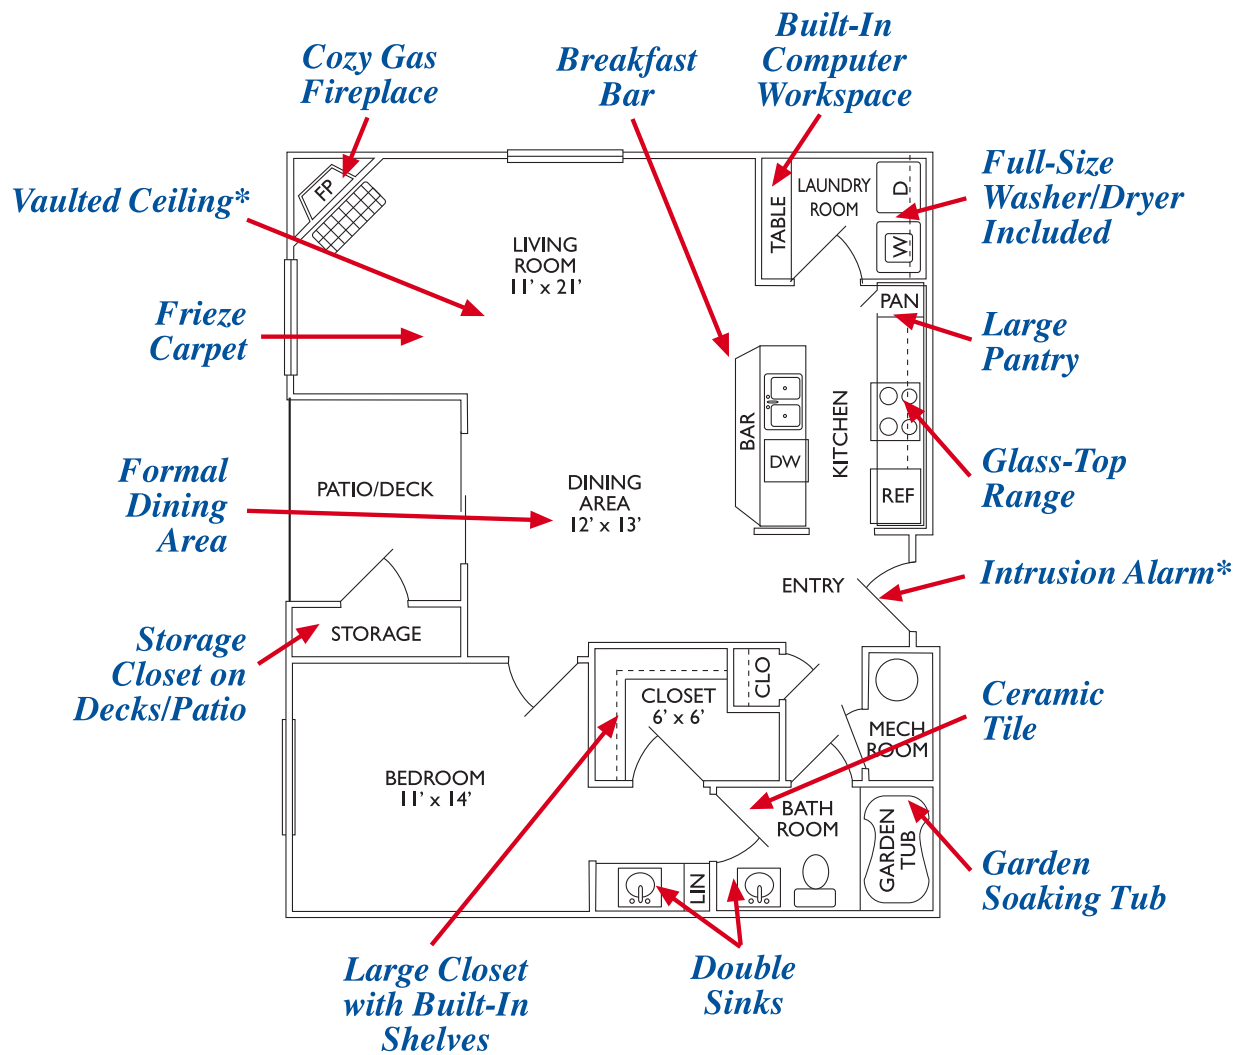 Built-In
Computer
Workspace
Cozy Gas
Fireplace
Breakfast
Bar
Full-Size
Washer/Dryer
Included
Vaulted Ceiling*
FP
TABLE
LAUNDRY
ROOM
D
W
LIVING
ROOM
11' x 21'
PAN
Frieze
Carpet
Large
Pantry
BAR
KITCHEN
DW
REF
Formal
Dining
Area
PATIO/DECK
DINING
AREA
12' x 13'
Glass-Top
Range
ENTRY
Intrusion Alarm*
STORAGE
Storage
Closet on
Decks/Patio
CLOSET
6' x 6'
CLO
MECH
ROOM
Ceramic
Tile
BEDROOM
11' x 14'
BATH
ROOM
GARDEN
TUB
LIN
Garden
Soaking Tub
Large Closet
with Built-In
Shelves
Double
Sinks